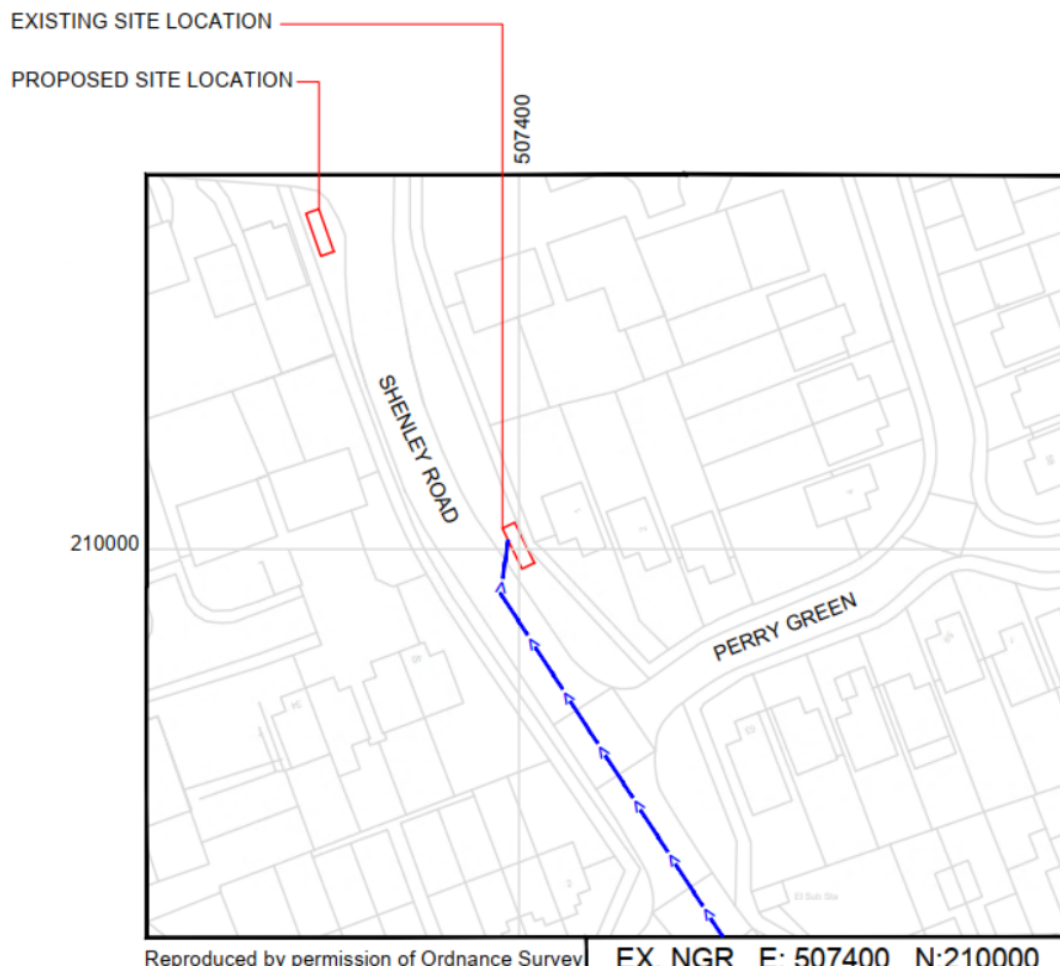 EXISTING SITE LOCATION
PROPOSED SITE LOCATION
507400
SHENLEY ROAD
210000
PERRY GREEN
El Sub Sta
Reproduced by permission of Ordnance Survey
EX. NGR E: 507400 N:210000